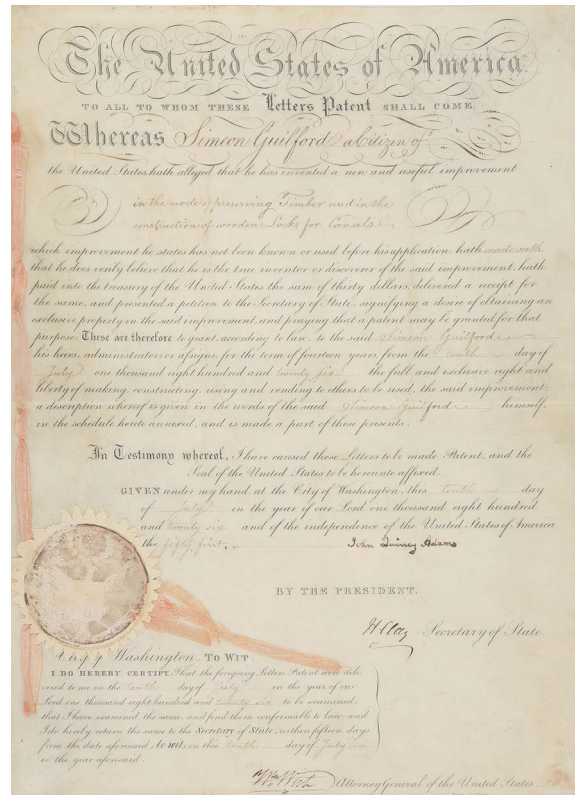 The United States of America.
TO ALL TO WHOM THESE Letters Patent SHALL COME,
Whereas Simeon Guilford a Citizen of
the United States hath alleged that he has invented a new and useful improvement
in the mode of preserving Timber used in the
construction of wooden Locks for Canals
which improvement he states has not been known or used before his application. hath made oath
that he does verily believe that he is the true inventor or discoverer of the said improvement. hath
paid into the treasury of the United States the sum of thirty dollars, delivered a receipt for
the same, and presented a petition to the Secretary of State, signifying a desire of obtaining an
exclusive property in the said improvement, and praying that a patent may be granted for that
purpose. These are therefore to grant, according to law, to the said Simeon Guilford
his heirs, administrators or assigns, for the term of fourteen years, from the tenth day of
July one thousand eight hundred and twenty six the full and exclusive right and
liberty of making, constructing, using and vending to others to be used, the said improvement;
a description whereof is given in the words of the said Simeon Guilford himself,
in the schedule hereto annexed, and is made a part of these presents.
In Testimony whereof, I have caused these Letters to be made Patent, and the
Seal of the United States to be hereunto affixed.
GIVEN under my hand, at the City of Washington, this tenth day
of July in the year of our Lord one thousand eight hundred
and twenty six and of the independence of the United States of America
the fifty first.
John Quincy Adams
BY THE PRESIDENT.
H Clay Secretary of State.
City of Washington, TO WIT:
I DO HEREBY CERTIFY, That the foregoing Letters Patent were deli-
vered to me on the tenth day of July in the year of our
Lord one thousand eight hundred and twenty six to be examined;
that I have examined the same, and find them conformable to law; and
I do hereby return the same to the Secretary of State, within fifteen days
from the date aforesaid, to wit, on this tenth day of July
in the year aforesaid.
Wm Wirt Attorney General of the United States.